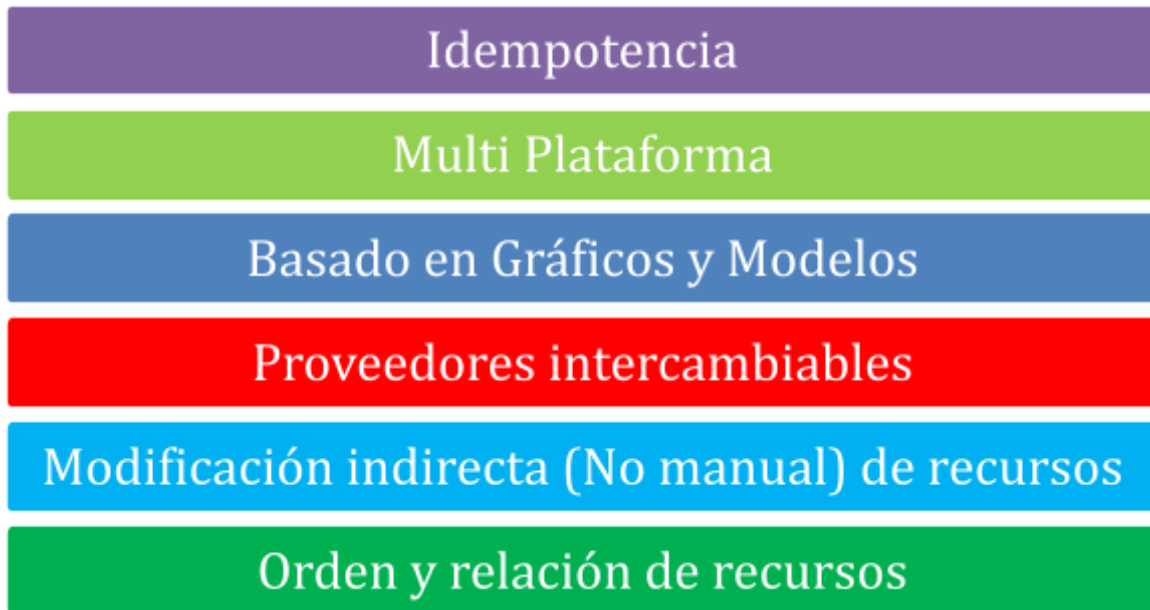 Idempotencia
Multi Plataforma
Basado en Gráficos y Modelos
Proveedores intercambiables
Modificación indirecta (No manual) de recursos
Orden y relación de recursos